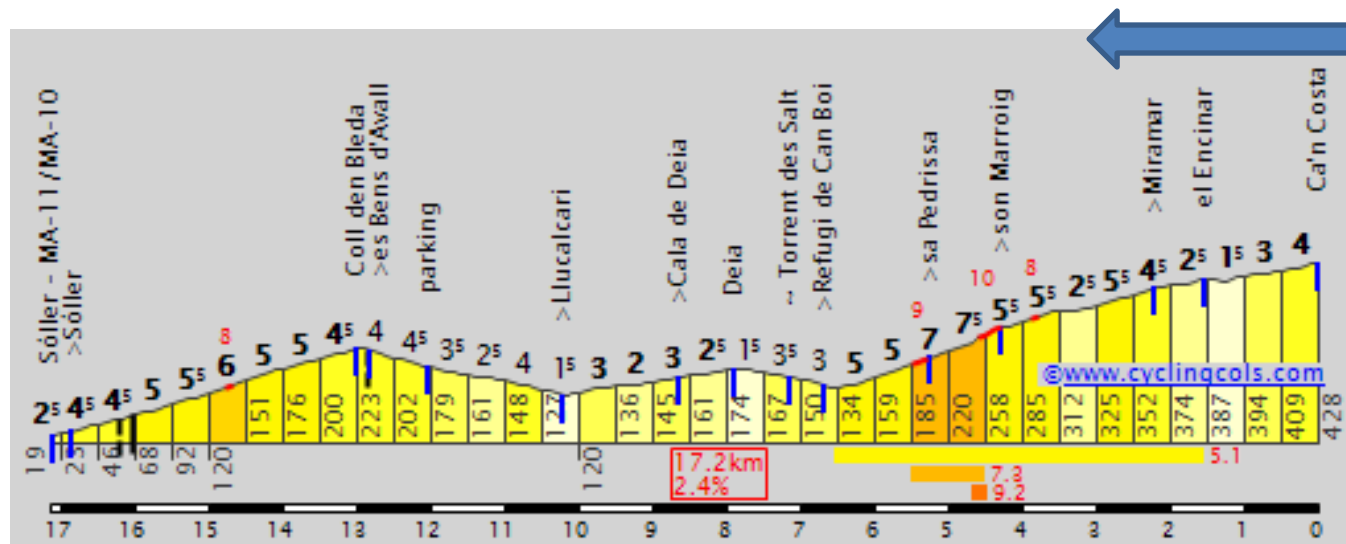 Sóller - MA-11/MA-10
>Sóller
Coll den Bleda
>es Bens d'Avall
parking
>Llucalcari
>Cala de Deia
Deia
~ Torrent des Salt
>Refugi de Can Boi
>sa Pedrissa
>son Marroig
>Miramar
el Encinar
Ca'n Costa
8 9 10 8
2⁵ 4⁵ 4⁵ 5 5⁵ 6 5 5 4⁵ 4 4⁵ 3⁵ 2⁵ 4 1⁵ 3 2 3 2⁵ 1⁵ 3⁵ 3 5 5 7 7⁵ 5⁵ 5⁵ 2⁵ 5⁵ 4⁵ 2⁵ 1⁵ 3 4
©www.cyclingcols.com
19 25 46 68 92 120 151 176 200 223 202 179 161 148 127 120 136 145 161 174 167 150 134 159 185 220 258 285 312 325 352 374 387 394 409 428
17.2km
2.4%
5.1
7.3
9.2
17 16 15 14 13 12 11 10 9 8 7 6 5 4 3 2 1 0